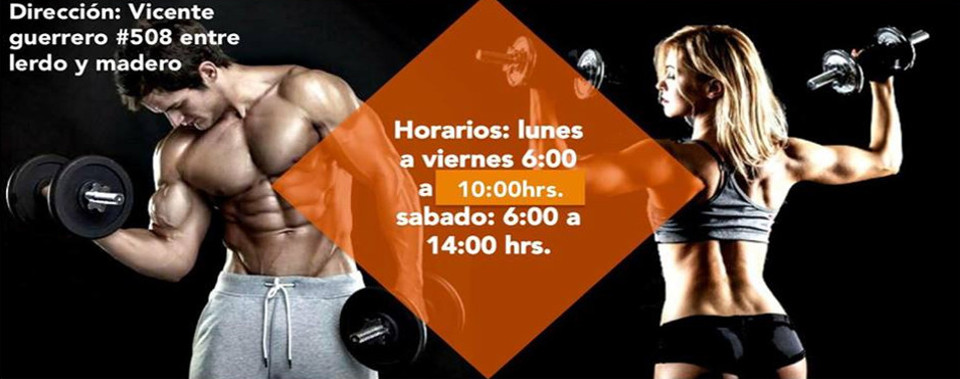 Dirección: Vicente
guerrero #508 entre
lerdo y madero
Horarios: lunes
a viernes 6:00
a 10:00hrs.
sabado: 6:00 a
14:00 hrs.